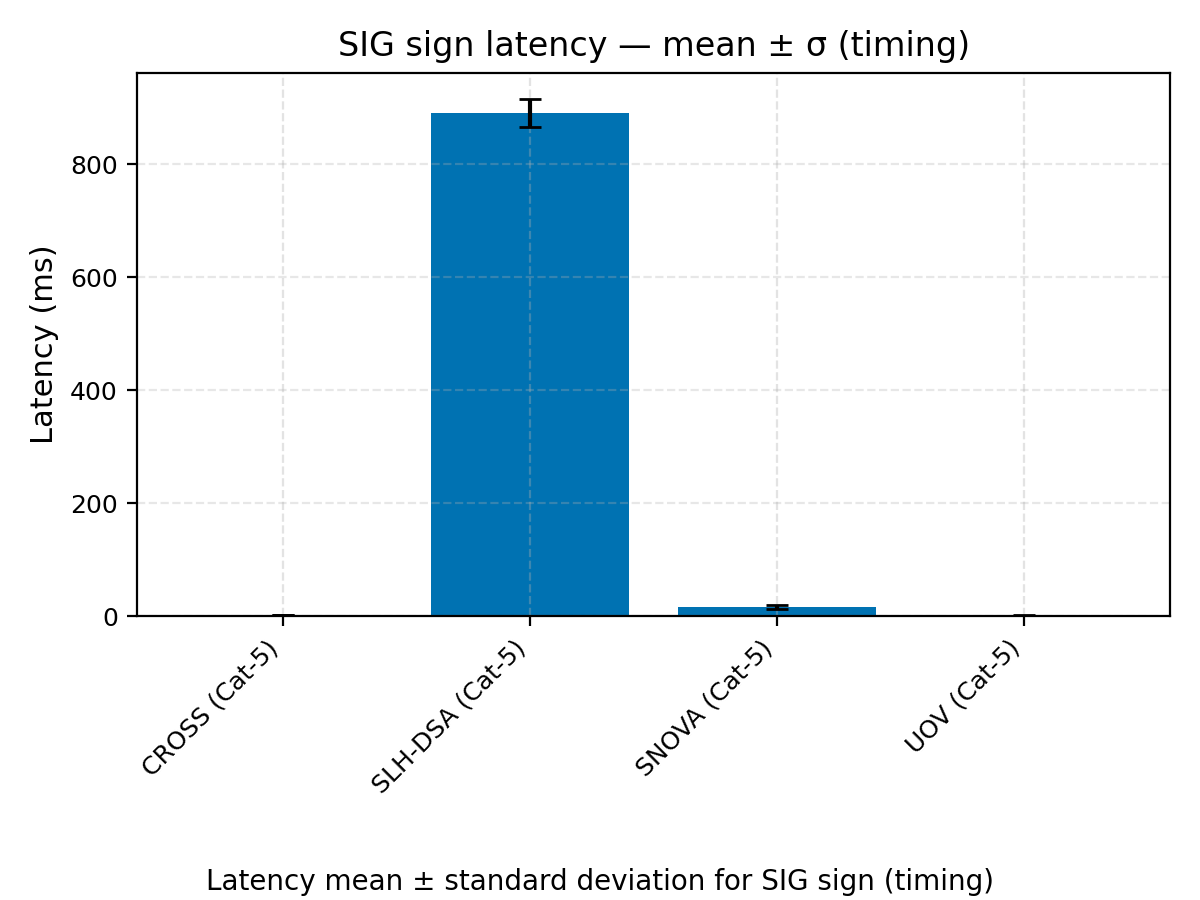 SIG sign latency — mean ± σ (timing)
Latency (ms)
800
600
400
200
0
CROSS (Cat-5)
SLH-DSA (Cat-5)
SNOVA (Cat-5)
UOV (Cat-5)
Latency mean ± standard deviation for SIG sign (timing)